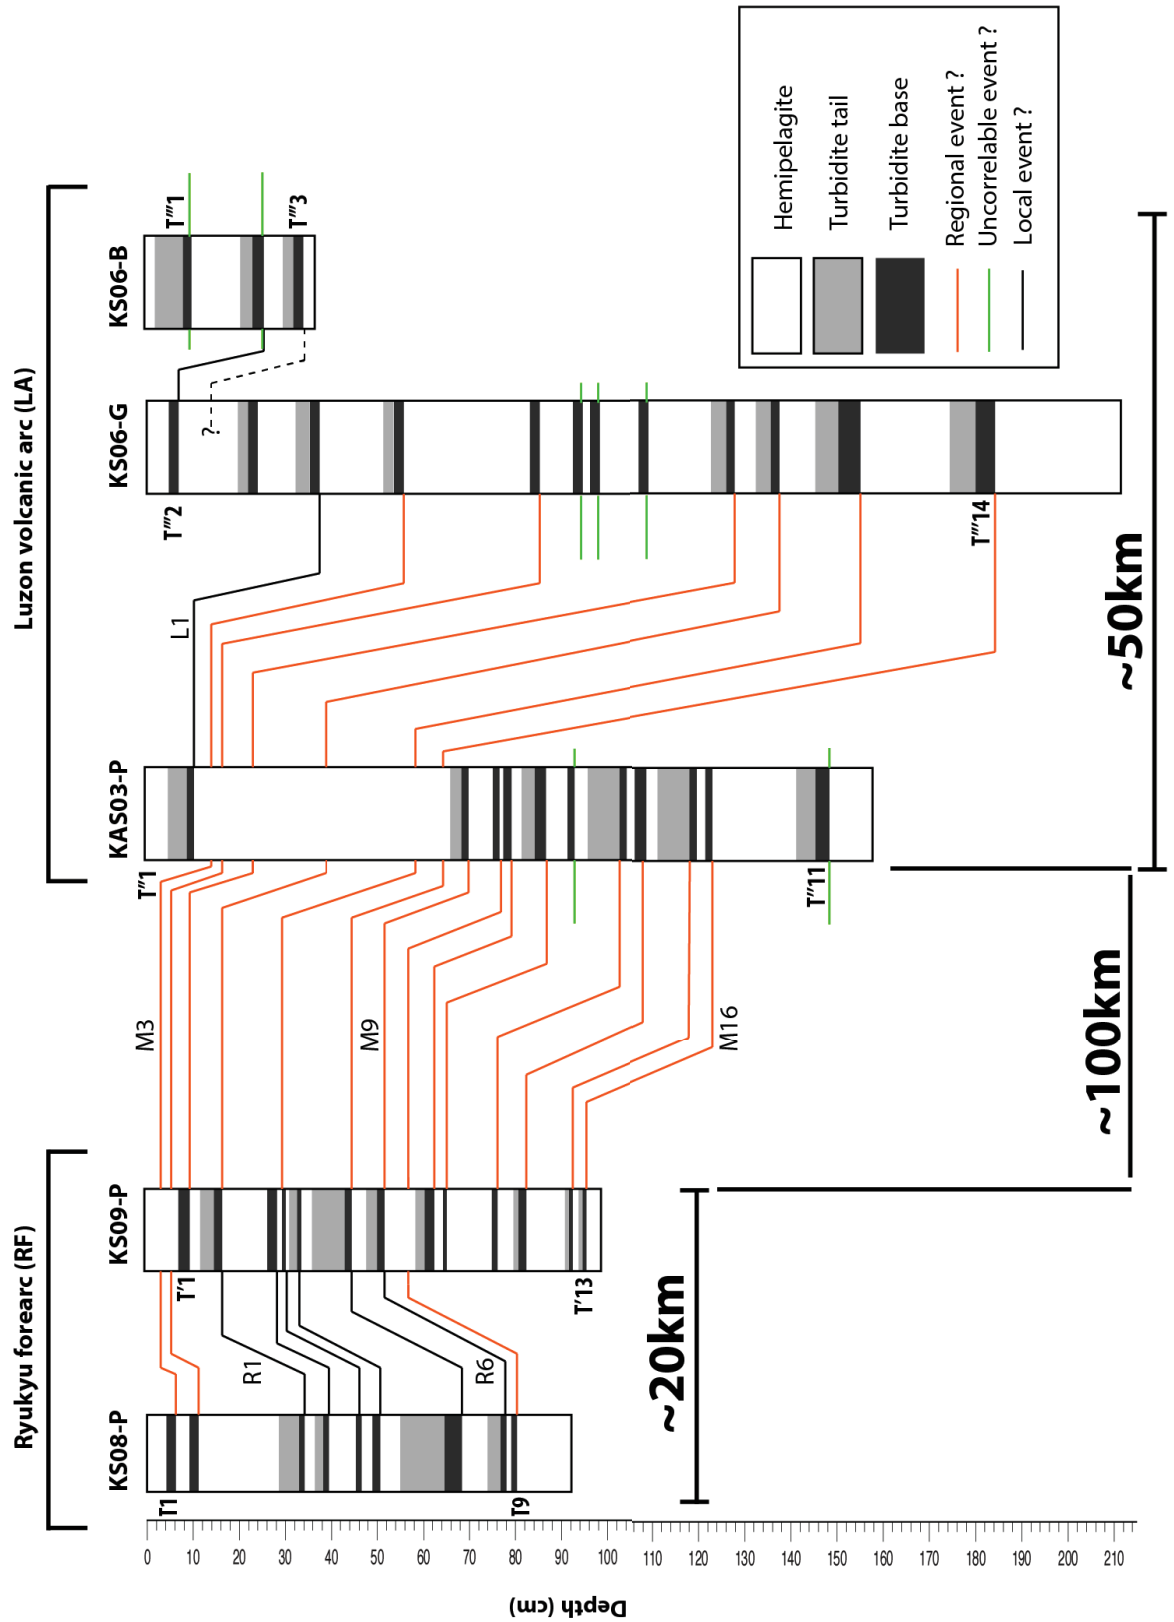 Ryukyu forearc (RF)
Luzon volcanic arc (LA)
KS08-P
KS09-P
KAS03-P
KS06-G
KS06-B
T1
T9
T'1
T'13
T''1
T''11
T'''2
T'''14
T'''1
T'''3
R1
R6
M3
M9
M16
L1
?
Depth (cm)
0
10
20
30
40
50
60
70
80
90
100
110
120
130
140
150
160
170
180
190
200
210
~20km
~100km
~50km
Hemipelagite
Turbidite tail
Turbidite base
Regional event ?
Uncorrelable event ?
Local event ?